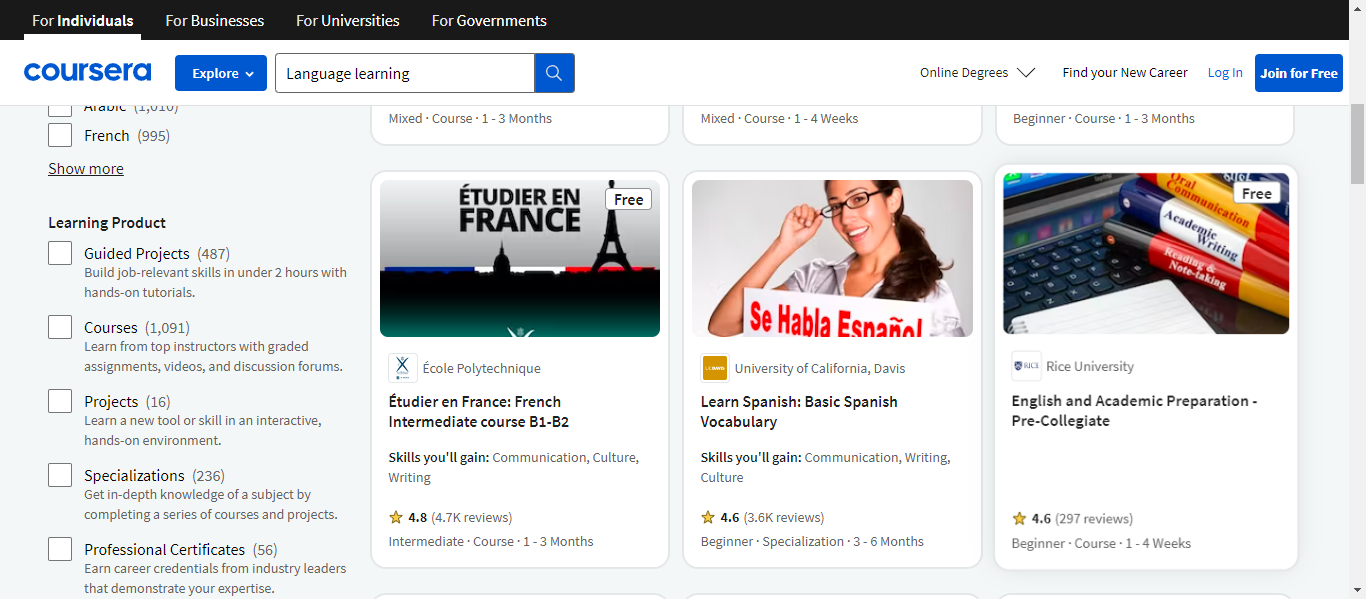 For Individuals
For Businesses
For Universities
For Governments
coursera
Explore
Language learning
Online Degrees
Find your New Career
Log In
Join for Free
Arabic (1,010)
French (995)
Show more
Learning Product
Guided Projects (487)
Build job-relevant skills in under 2 hours with
hands-on tutorials.
Courses (1,091)
Learn from top instructors with graded
assignments, videos, and discussion forums.
Projects (16)
Learn a new tool or skill in an interactive,
hands-on environment.
Specializations (236)
Get in-depth knowledge of a subject by
completing a series of courses and projects.
Professional Certificates (56)
Earn career credentials from industry leaders
that demonstrate your expertise.
Mixed · Course · 1 - 3 Months
Mixed · Course · 1 - 4 Weeks
Beginner · Course · 1 - 3 Months
ÉTUDIER EN
FRANCE
Free
École Polytechnique
Étudier en France: French
Intermediate course B1-B2
Skills you'll gain: Communication, Culture,
Writing
4.8 (4.7K reviews)
Intermediate · Course · 1 - 3 Months
Se Habla Español
UC DAVIS
University of California, Davis
Learn Spanish: Basic Spanish
Vocabulary
Skills you'll gain: Communication, Writing,
Culture
4.6 (3.6K reviews)
Beginner · Specialization · 3 - 6 Months
Free
Oral
Communication
Academic
Writing
Reading &
Note-taking
RICE
Rice University
English and Academic Preparation -
Pre-Collegiate
4.6 (297 reviews)
Beginner · Course · 1 - 4 Weeks